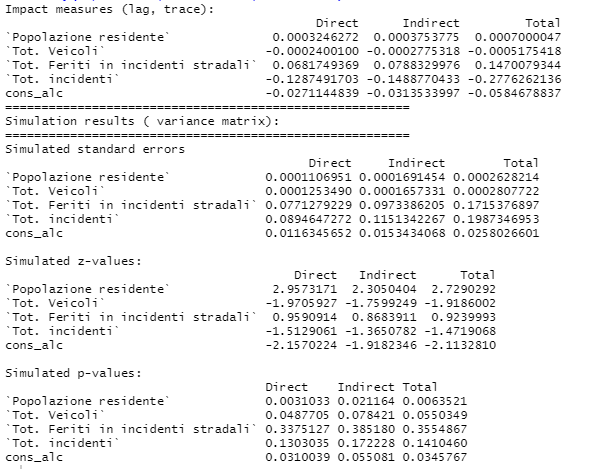 Impact measures (lag, trace):
Direct Indirect Total
`Popolazione residente` 0.0003246272 0.0003753775 0.0007000047
`Tot. Veicoli` -0.0002400100 -0.0002775318 -0.0005175418
`Tot. Feriti in incidenti stradali` 0.0681749369 0.0788329976 0.1470079344
`Tot. incidenti` -0.1287491703 -0.1488770433 -0.2776262136
cons_alc -0.0271144839 -0.0313533997 -0.0584678837
========================================================
Simulation results ( variance matrix):
========================================================
Simulated standard errors
Direct Indirect Total
`Popolazione residente` 0.0001106951 0.0001691454 0.0002628214
`Tot. Veicoli` 0.0001253490 0.0001657331 0.0002807722
`Tot. Feriti in incidenti stradali` 0.0771279229 0.0973386205 0.1715376897
`Tot. incidenti` 0.0894647272 0.1151342267 0.1987346953
cons_alc 0.0116345652 0.0153434068 0.0258026601
Simulated z-values:
Direct Indirect Total
`Popolazione residente` 2.9573171 2.3050404 2.7290292
`Tot. Veicoli` -1.9705927 -1.7599249 -1.9186002
`Tot. Feriti in incidenti stradali` 0.9590914 0.8683911 0.9239993
`Tot. incidenti` -1.5129061 -1.3650782 -1.4719068
cons_alc -2.1570224 -1.9182346 -2.1132810
Simulated p-values:
Direct Indirect Total
`Popolazione residente` 0.0031033 0.021164 0.0063521
`Tot. Veicoli` 0.0487705 0.078421 0.0550349
`Tot. Feriti in incidenti stradali` 0.3375127 0.385180 0.3554867
`Tot. incidenti` 0.1303035 0.172228 0.1410460
cons_alc 0.0310039 0.055081 0.0345767